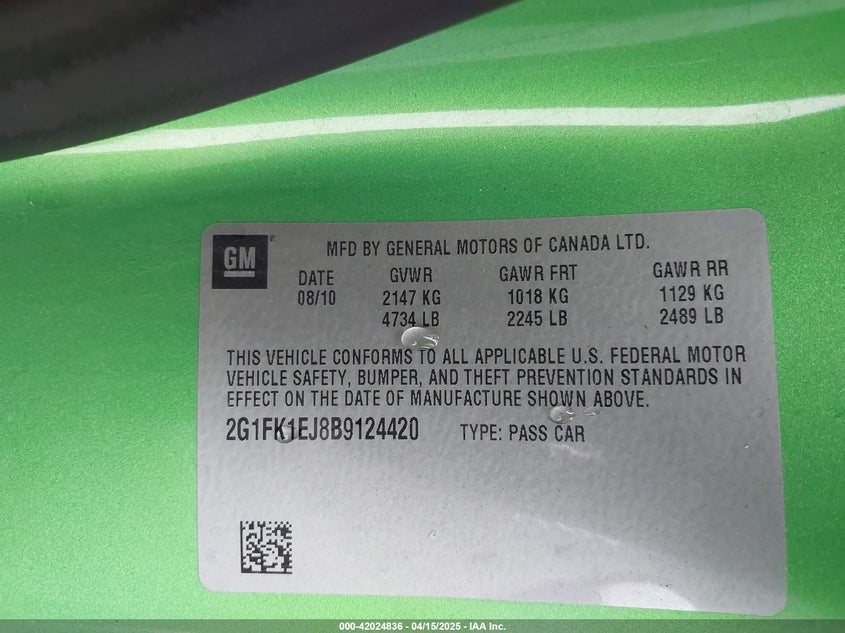 GM®
MFD BY GENERAL MOTORS OF CANADA LTD.
DATE GVWR GAWR FRT GAWR RR
08/10 2147 KG 1018 KG 1129 KG
4734 LB 2245 LB 2489 LB
THIS VEHICLE CONFORMS TO ALL APPLICABLE U.S. FEDERAL MOTOR
VEHICLE SAFETY, BUMPER, AND THEFT PREVENTION STANDARDS IN
EFFECT ON THE DATE OF MANUFACTURE SHOWN ABOVE.
2G1FK1EJ8B9124420 TYPE: PASS CAR
000-42024836 - 04/15/2025 - IAA Inc.